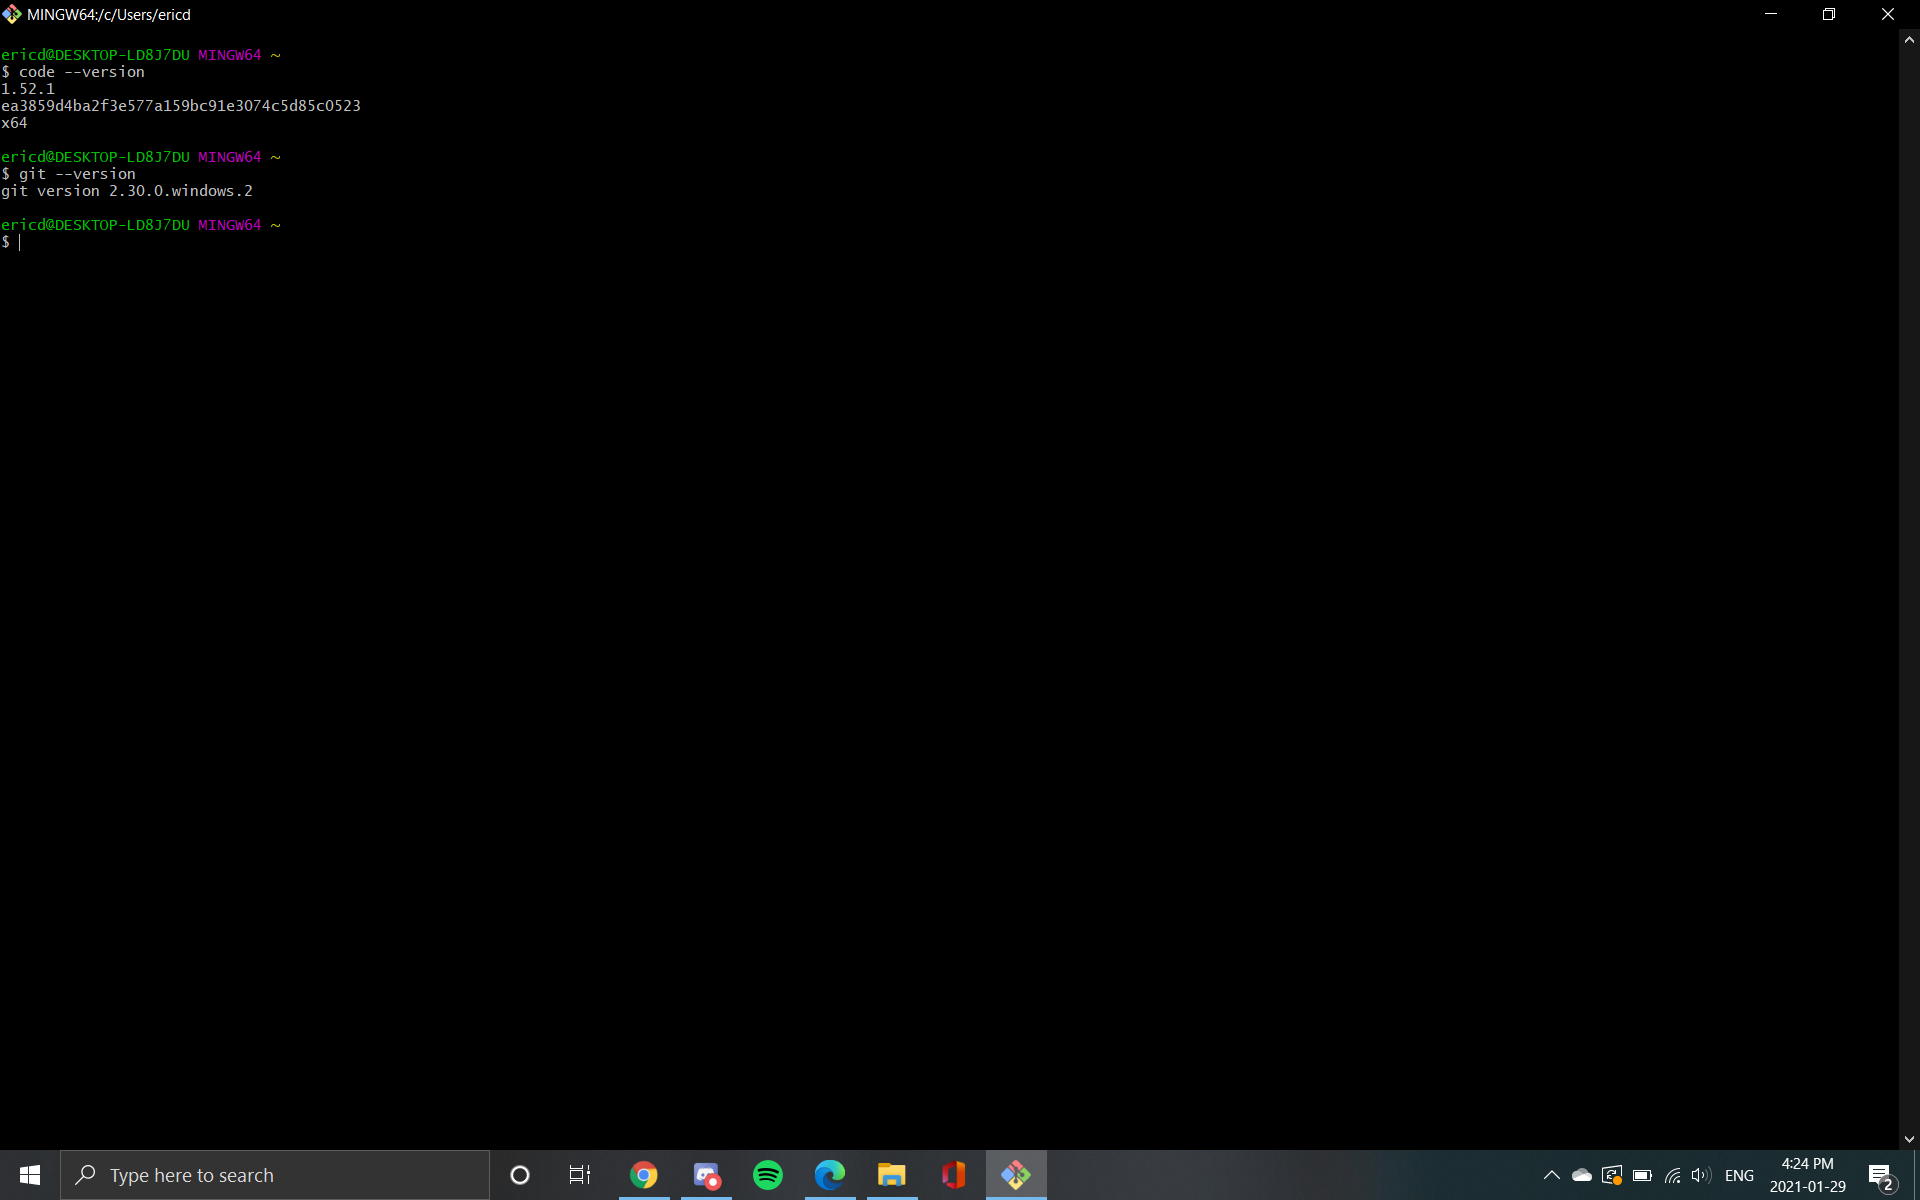 MINGW64:/c/Users/ericd
ericd@DESKTOP-LD8J7DU MINGW64 ~
$ code --version
1.52.1
ea3859d4ba2f3e577a159bc91e3074c5d85c0523
x64
ericd@DESKTOP-LD8J7DU MINGW64 ~
$ git --version
git version 2.30.0.windows.2
ericd@DESKTOP-LD8J7DU MINGW64 ~
$
Type here to search
ENG
4:24 PM
2021-01-29
2